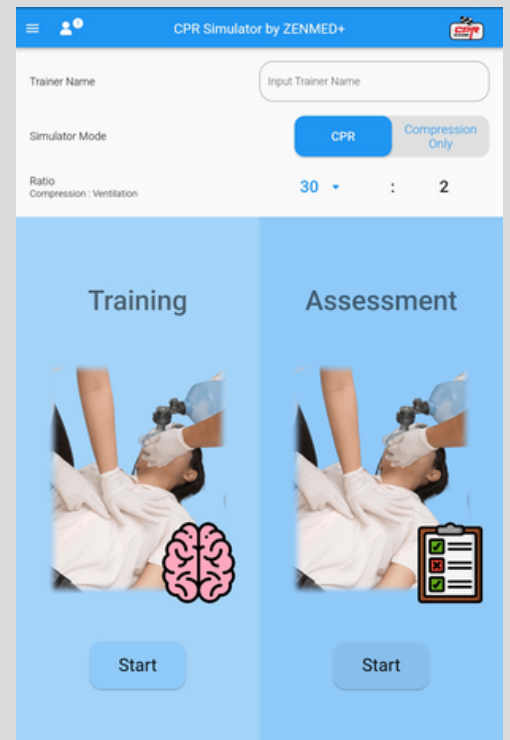 CPR Simulator by ZENMED+
CPR
Trainer Name
Input Trainer Name
Simulator Mode
CPR
Compression
Only
Ratio
Compression : Ventilation
30 : 2
Training
Assessment
Start
Start